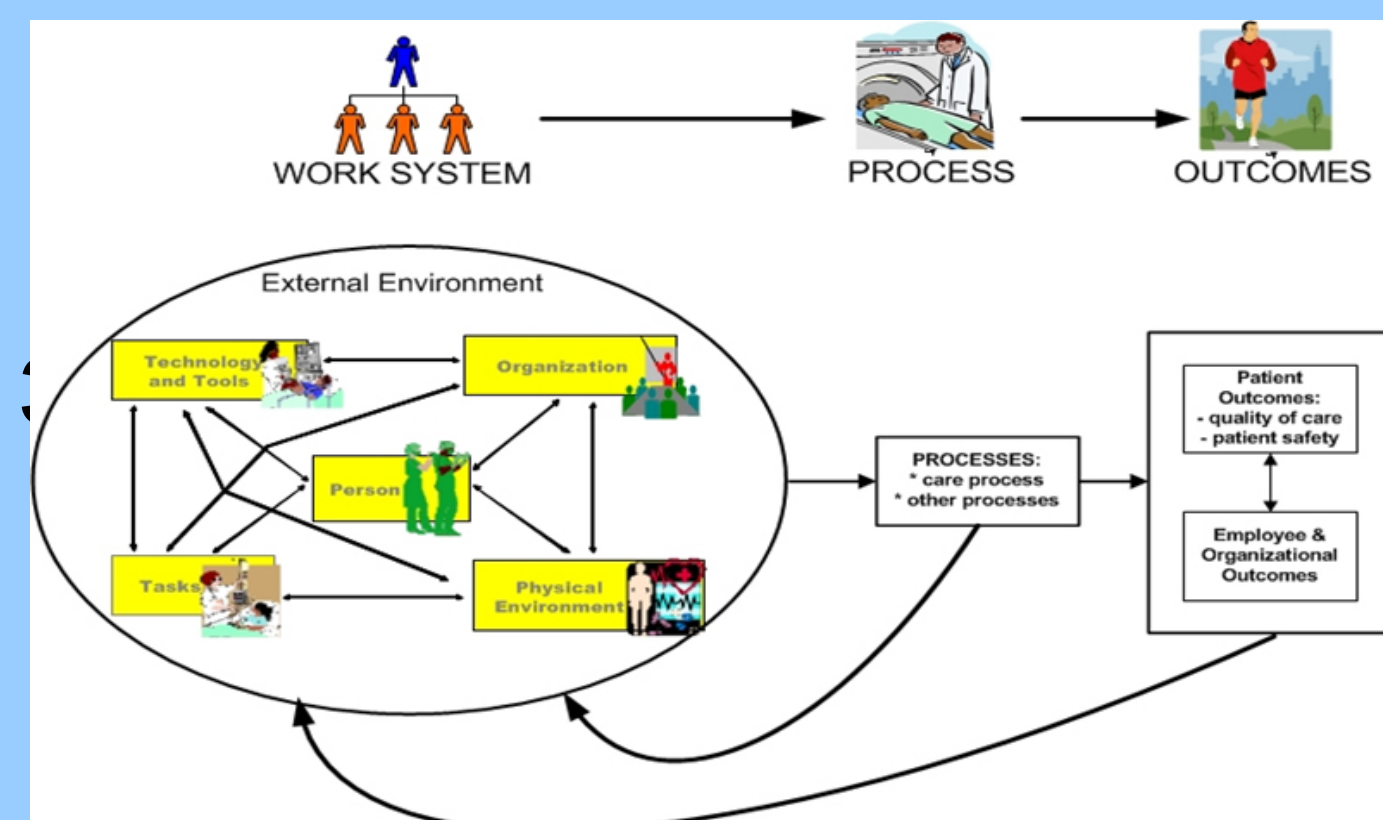 WORK SYSTEM
PROCESS
OUTCOMES
External Environment
Technology
and Tools
Organization
Person
Tasks
Physical
Environment
PROCESSES:
* care process
* other processes
Patient
Outcomes:
- quality of care
- patient safety
Employee &
Organizational
Outcomes